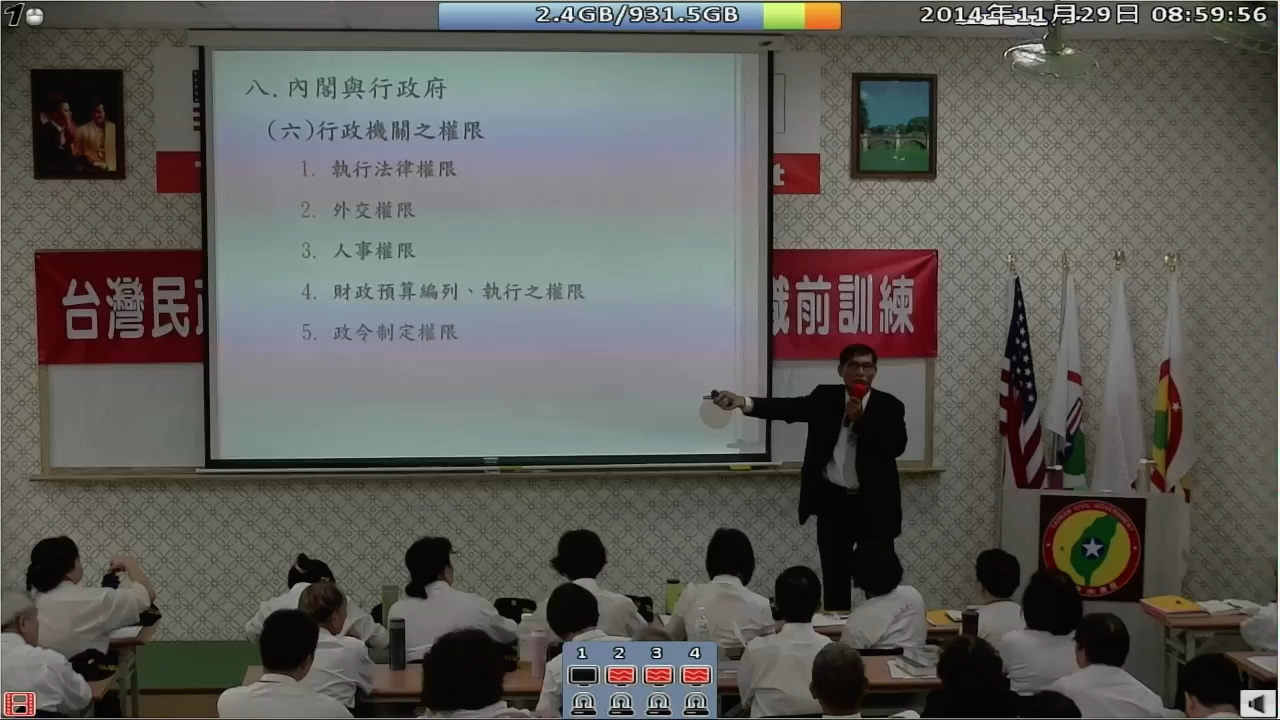 1
2.4GB/931.5GB
2014年11月29日 08:59:56
八.內閣與行政府
(六)行政機關之權限
1. 執行法律權限
2. 外交權限
3. 人事權限
4. 財政預算編列、執行之權限
5. 政令制定權限
t
台灣民
職前訓練
TAIWAN CIVIL GOVERNMENT
1 2 3 4